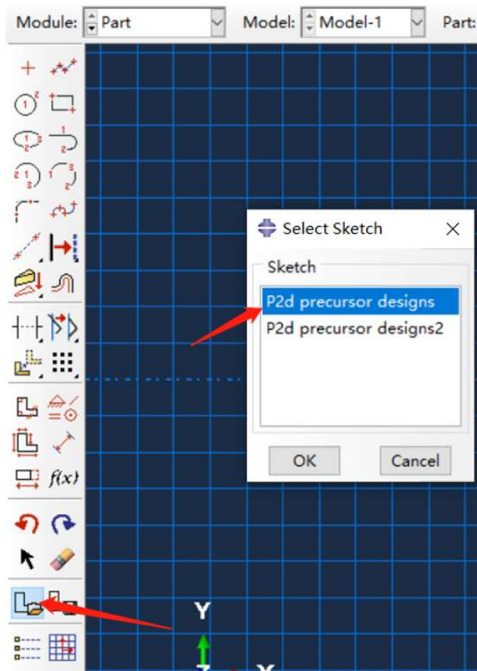 Module: Part Model: Model-1 Part:
Select Sketch
Sketch
P2d precursor designs
P2d precursor designs2
OK Cancel
f(x)
Y
Z X